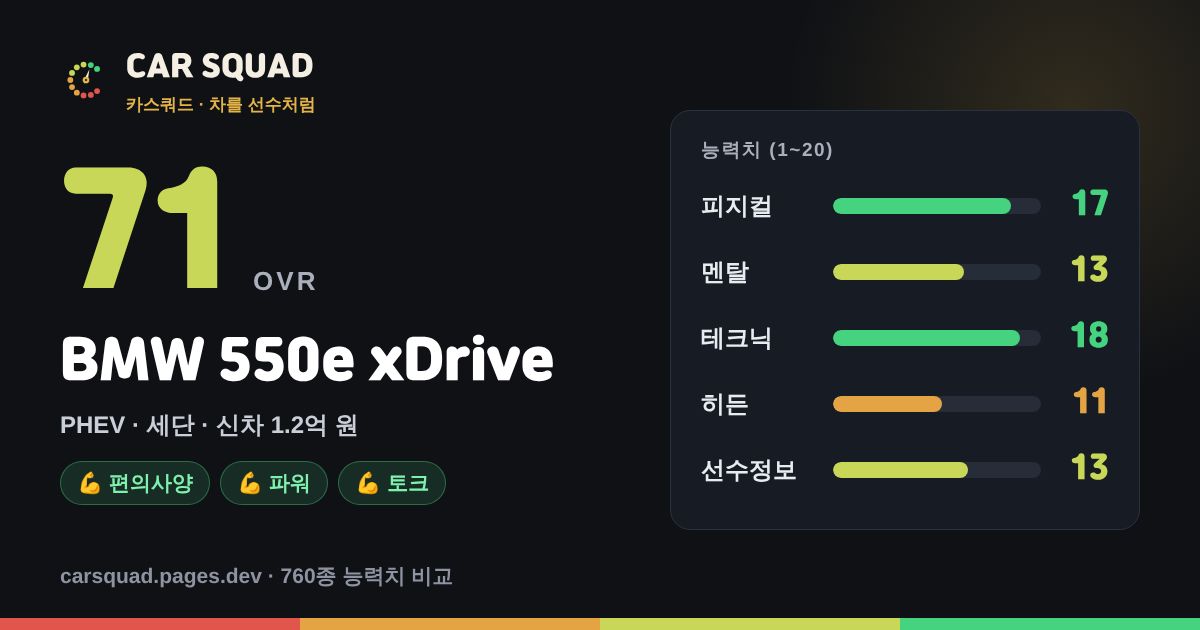 CAR SQUAD
카스쿼드 · 차를 선수처럼
71 OVR
BMW 550e xDrive
PHEV · 세단 · 신차 1.2억 원
💪 편의사양 💪 파워 💪 토크
carsquad.pages.dev · 760종 능력치 비교
능력치 (1~20)
피지컬 17
멘탈 13
테크닉 18
히든 11
선수정보 13